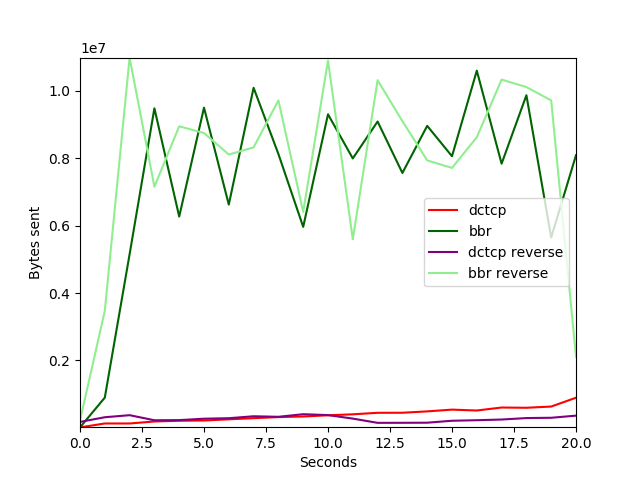 1e7
1.0
0.8
0.6
0.4
0.2
Bytes sent
dctcp
bbr
dctcp reverse
bbr reverse
0.0 2.5 5.0 7.5 10.0 12.5 15.0 17.5 20.0
Seconds